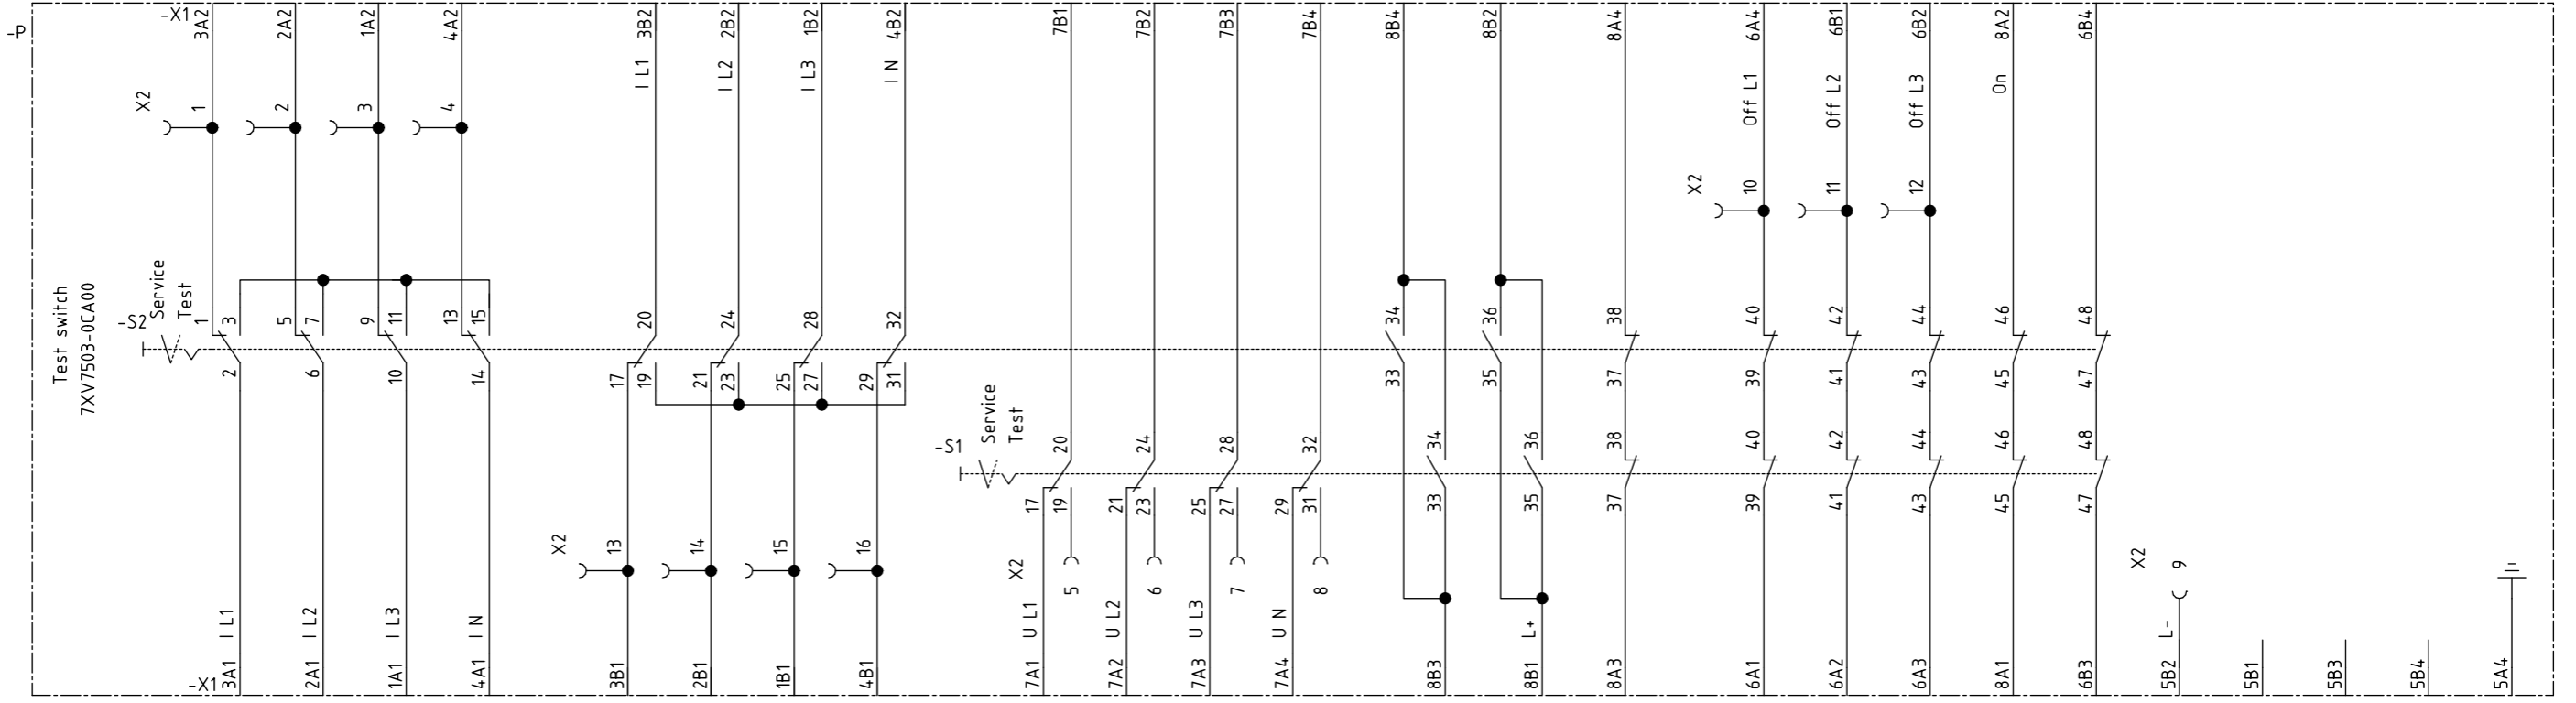 -P
-X1
3A2
2A2
1A2
4A2
3B2
2B2
1B2
4B2
7B1
7B2
7B3
7B4
8B4
8B2
8A4
6A4
6B1
6B2
8A2
6B4
I L1
I L2
I L3
I N
Off L1
Off L2
Off L3
On
X2
1
2
3
4
X2
10
11
12
Test switch
7XV7503-0CA00
-S2
Service
Test
1
3
5
7
9
11
13
15
20
24
28
32
34
36
38
40
42
44
46
48
2
6
10
14
17
19
21
23
25
27
29
31
33
35
37
39
41
43
45
47
-S1
Service
Test
20
24
28
32
34
36
38
40
42
44
46
48
17
19
21
23
25
27
29
31
33
35
37
39
41
43
45
47
X2
13
14
15
16
X2
5
6
7
8
X2
9
I L1
I L2
I L3
I N
U L1
U L2
U L3
U N
L+
L-
-X1
3A1
2A1
1A1
4A1
3B1
2B1
1B1
4B1
7A1
7A2
7A3
7A4
8B3
8B1
8A3
6A1
6A2
6A3
8A1
6B3
5B2
5B1
5B3
5B4
5A4